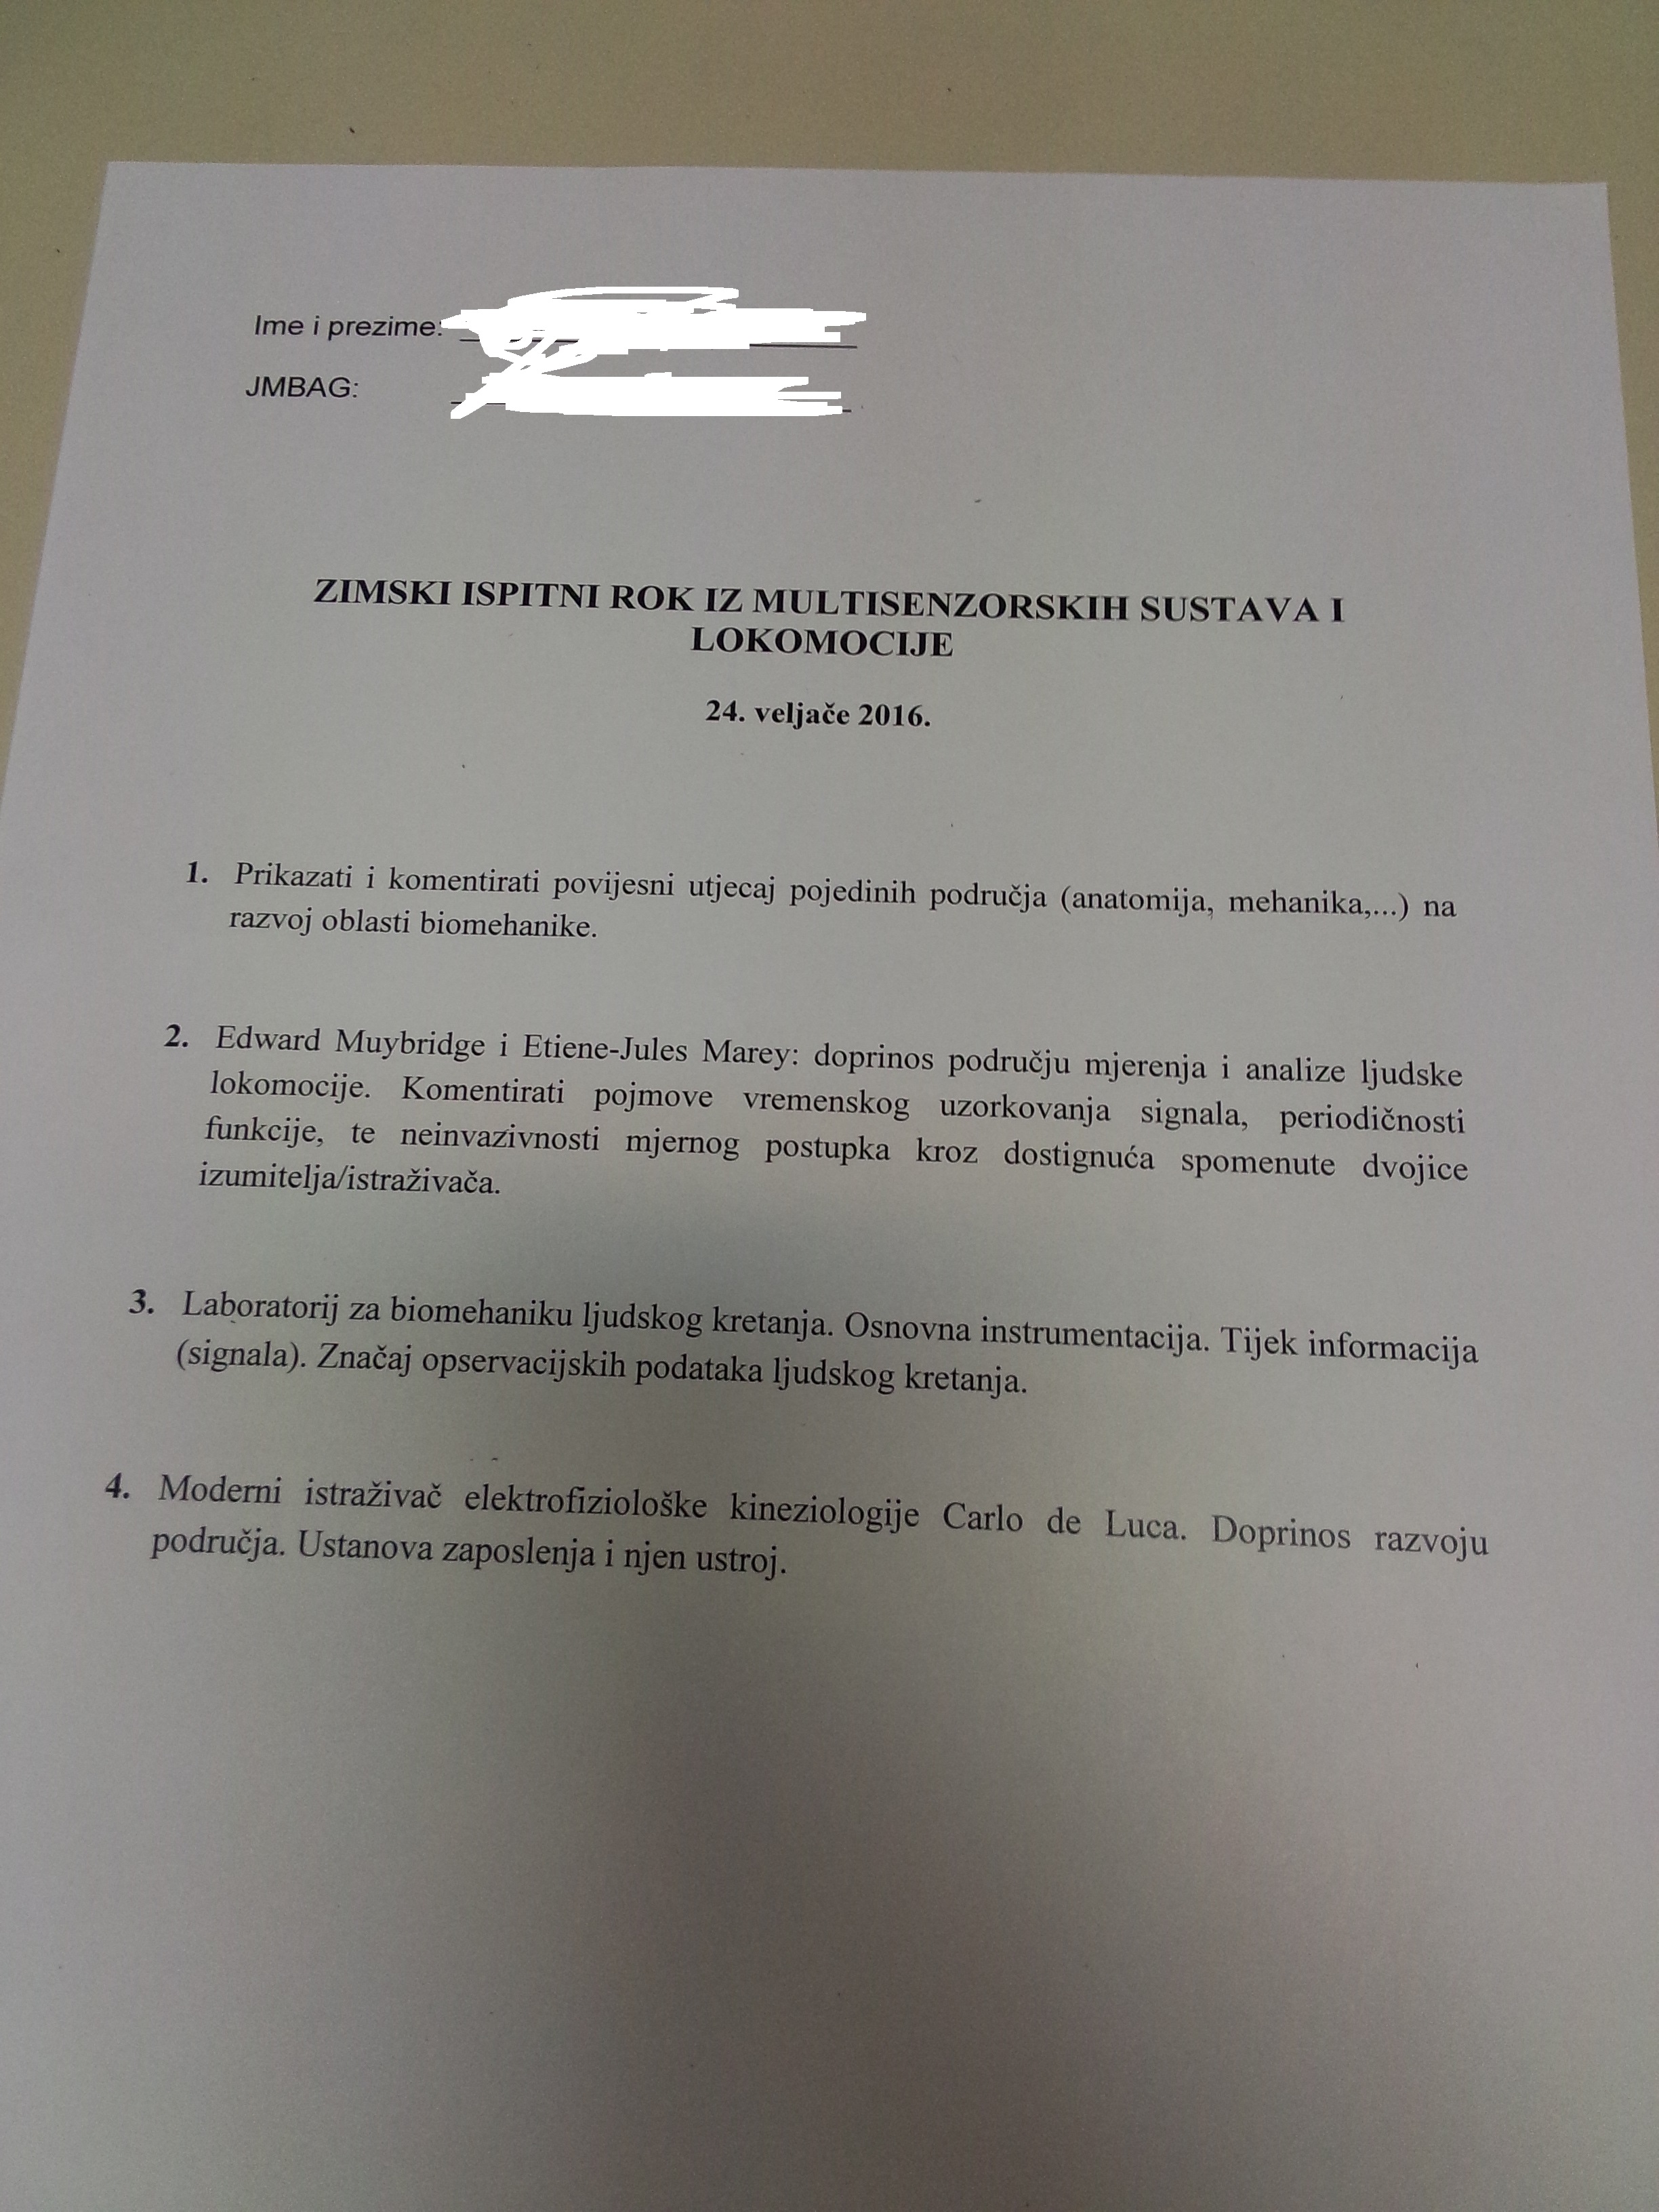 Ime i prezime:
JMBAG:
ZIMSKI ISPITNI ROK IZ MULTISENZORSKIH SUSTAVA I
LOKOMOCIJE
24. veljače 2016.
1. Prikazati i komentirati povijesni utjecaj pojedinih područja (anatomija, mehanika,...) na
razvoj oblasti biomehanike.
2. Edward Muybridge i Etiene-Jules Marey: doprinos području mjerenja i analize ljudske
lokomocije. Komentirati pojmove vremenskog uzorkovanja signala, periodičnosti
funkcije, te neinvazivnosti mjernog postupka kroz dostignuća spomenute dvojice
izumitelja/istraživača.
3. Laboratorij za biomehaniku ljudskog kretanja. Osnovna instrumentacija. Tijek informacija
(signala). Značaj opservacijskih podataka ljudskog kretanja.
4. Moderni istraživač elektrofiziološke kineziologije Carlo de Luca. Doprinos razvoju
područja. Ustanova zaposlenja i njen ustroj.